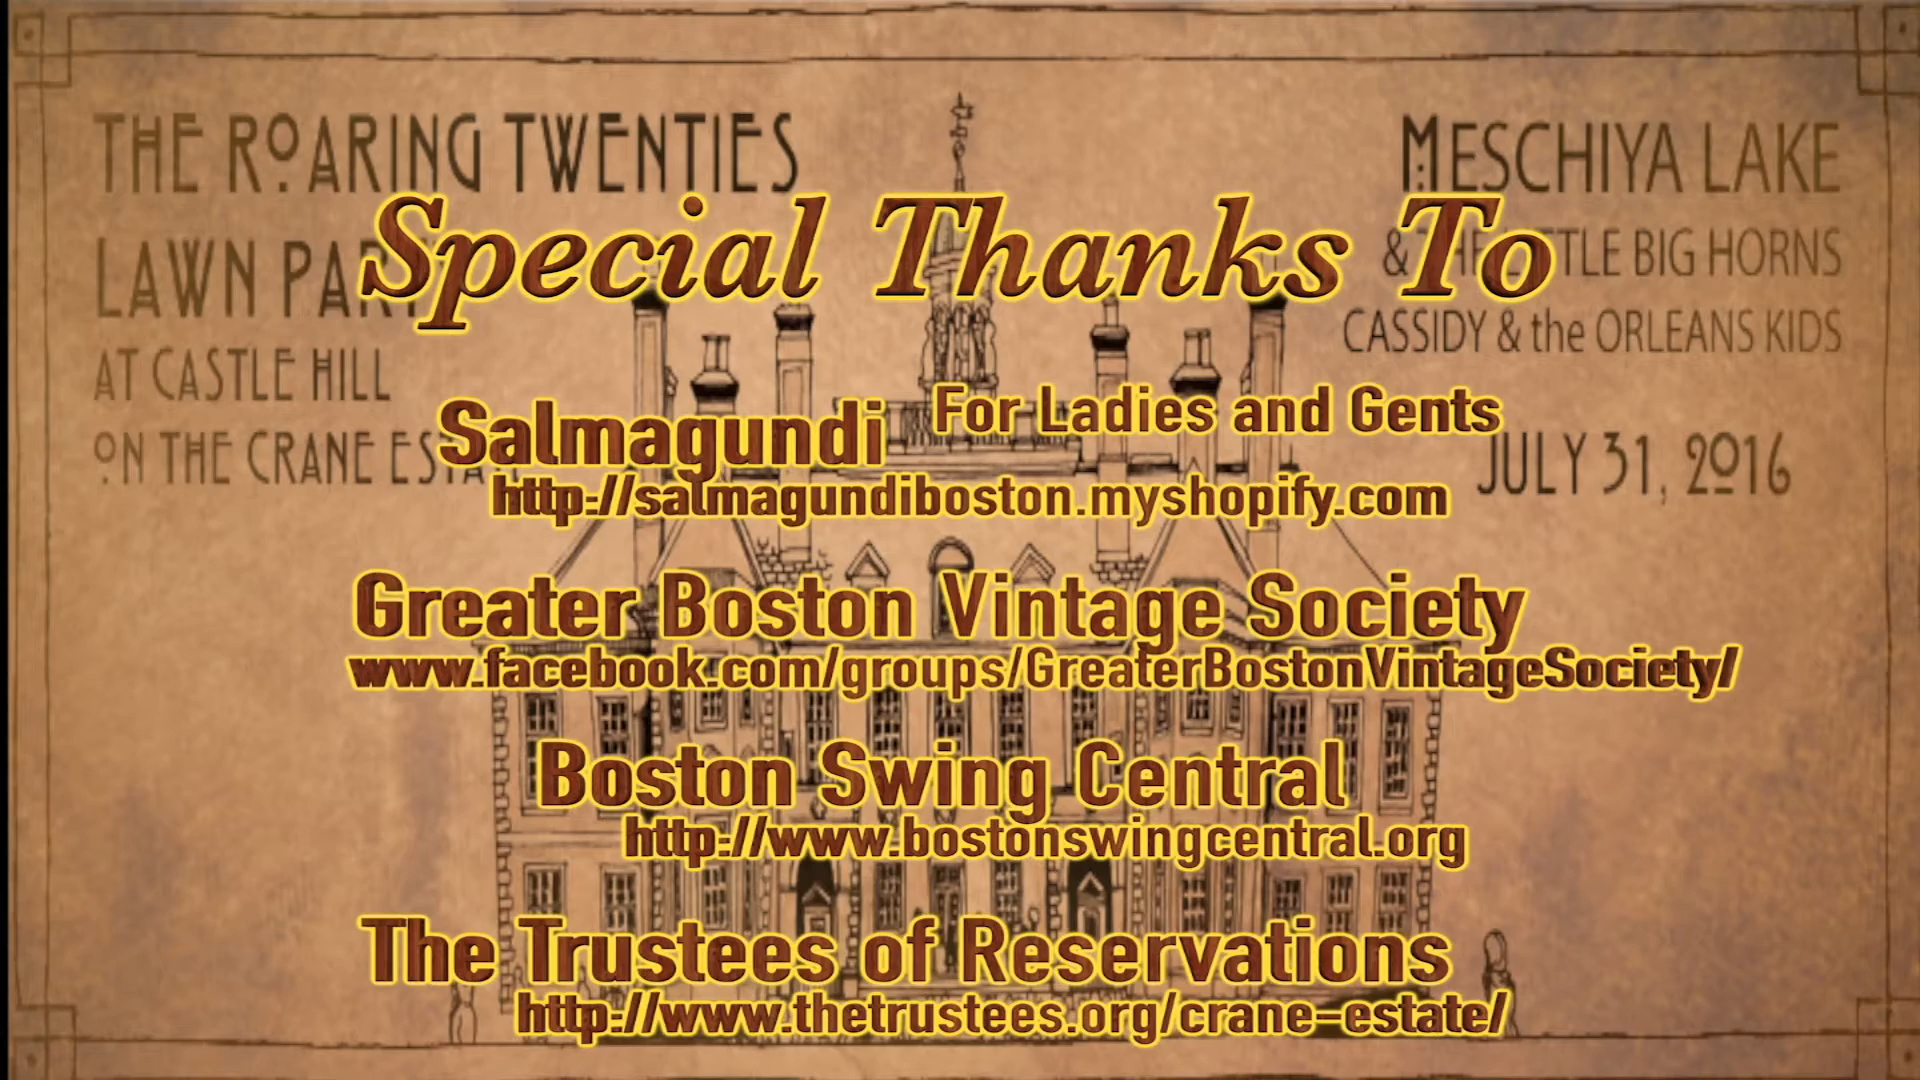 THE ROARING TWENTIES
LAWN PARTY
AT CASTLE HILL
ON THE CRANE ESTA
MESCHIYA LAKE
& THE LITTLE BIG HORNS
CASSIDY & the ORLEANS KIDS
JULY 31, 2016
Special Thanks To
Salmagundi For Ladies and Gents
http://salmagundiboston.myshopify.com
Greater Boston Vintage Society
www.facebook.com/groups/GreaterBostonVintageSociety/
Boston Swing Central
http://www.bostonswingcentral.org
The Trustees of Reservations
http://www.thetrustees.org/crane-estate/